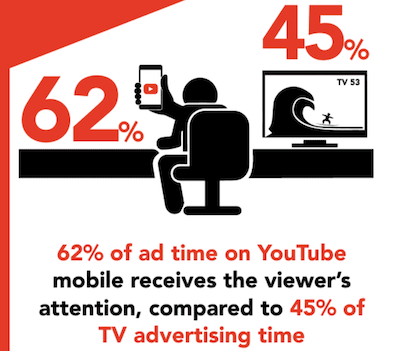 45%
62%
TV 53
62% of ad time on YouTube
mobile receives the viewer's
attention, compared to 45% of
TV advertising time